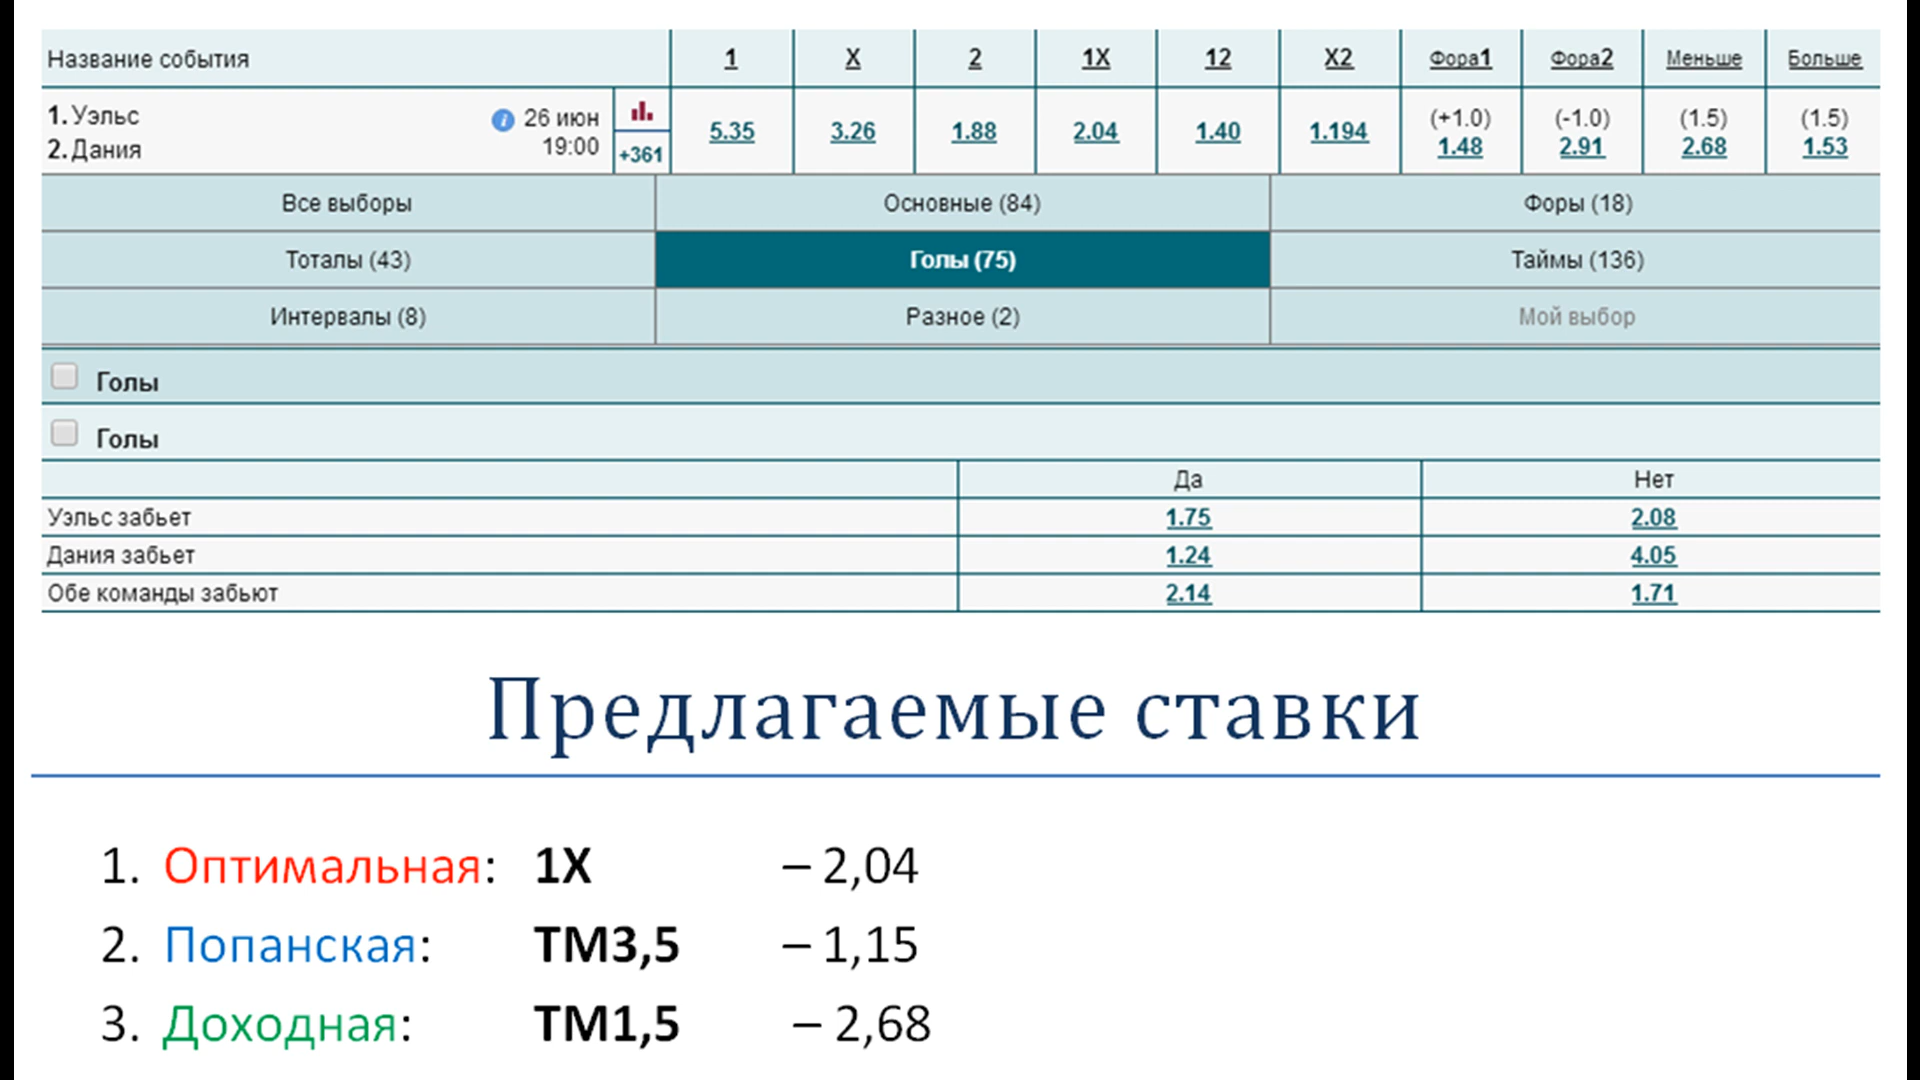 Название события 1 X 2 1X 12 X2 Фора1 Фора2 Меньше Больше
1. Уэльс 26 июн (+1.0) (-1.0) (1.5) (1.5)
5.35 3.26 1.88 2.04 1.40 1.194
2. Дания 19:00 +361 1.48 2.91 2.68 1.53
Все выборы Основные (84) Форы (18)
Тоталы (43) Голы (75) Таймы (136)
Интервалы (8) Разное (2) Мой выбор
Голы
Голы
Да Нет
Уэльс забьет 1.75 2.08
Дания забьет 1.24 4.05
Обе команды забьют 2.14 1.71
Предлагаемые ставки
1. Оптимальная: 1X – 2,04
2. Попанская: ТМ3,5 – 1,15
3. Доходная: ТМ1,5 – 2,68